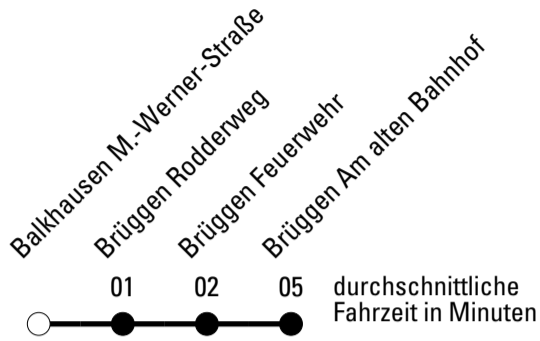 Balkhausen M.-Werner-Straße
Brüggen Rodderweg
Brüggen Feuerwehr
Brüggen Am alten Bahnhof
01 02 05 durchschnittliche
Fahrzeit in Minuten